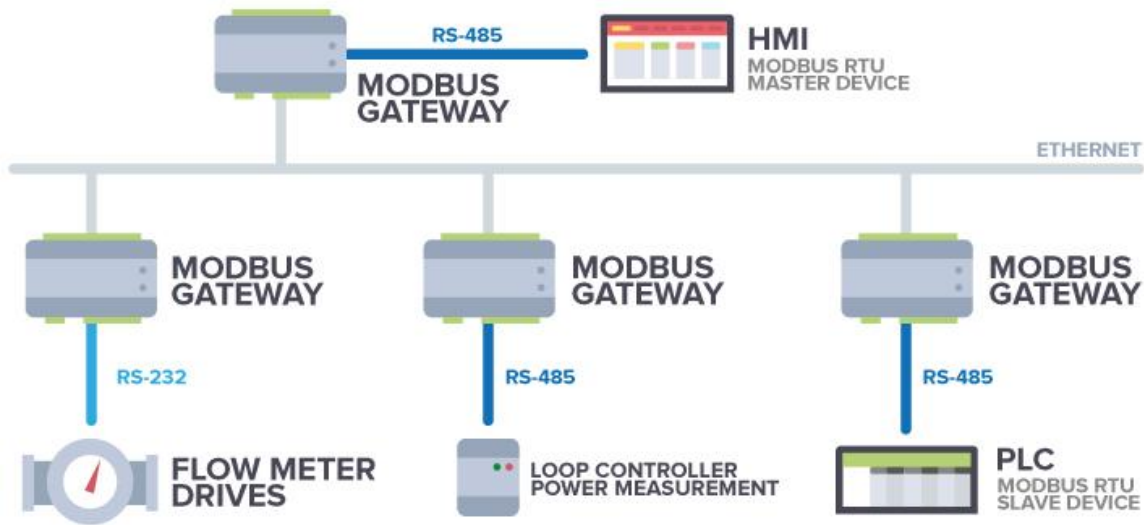 RS-485
HMI
MODBUS RTU
MASTER DEVICE
MODBUS
GATEWAY
ETHERNET
MODBUS
GATEWAY
MODBUS
GATEWAY
MODBUS
GATEWAY
RS-232
RS-485
RS-485
FLOW METER
DRIVES
LOOP CONTROLLER
POWER MEASUREMENT
PLC
MODBUS RTU
SLAVE DEVICE